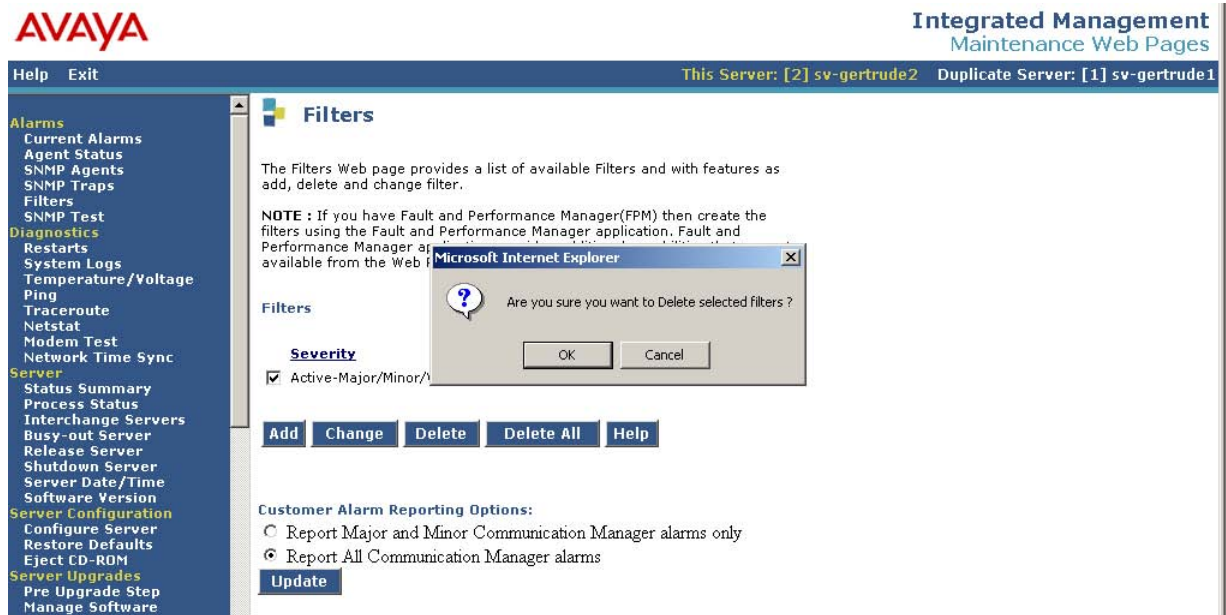 AVAYA
Integrated Management
Maintenance Web Pages
Help Exit
This Server: [2] sv-gertrude2 Duplicate Server: [1] sv-gertrude1
Alarms
Current Alarms
Agent Status
SNMP Agents
SNMP Traps
Filters
SNMP Test
Diagnostics
Restarts
System Logs
Temperature/Voltage
Ping
Traceroute
Netstat
Modem Test
Network Time Sync
Server
Status Summary
Process Status
Interchange Servers
Busy-out Server
Release Server
Shutdown Server
Server Date/Time
Software Version
Server Configuration
Configure Server
Restore Defaults
Eject CD-ROM
Server Upgrades
Pre Upgrade Step
Manage Software
Filters
The Filters Web page provides a list of available Filters and with features as
add, delete and change filter.
NOTE : If you have Fault and Performance Manager(FPM) then create the
filters using the Fault and Performance Manager application. Fault and
Performance Manager
available from the Web
Microsoft Internet Explorer
Are you sure you want to Delete selected filters ?
OK Cancel
Filters
Severity
Active-Major/Minor/
Add Change Delete Delete All Help
Customer Alarm Reporting Options:
Report Major and Minor Communication Manager alarms only
Report All Communication Manager alarms
Update